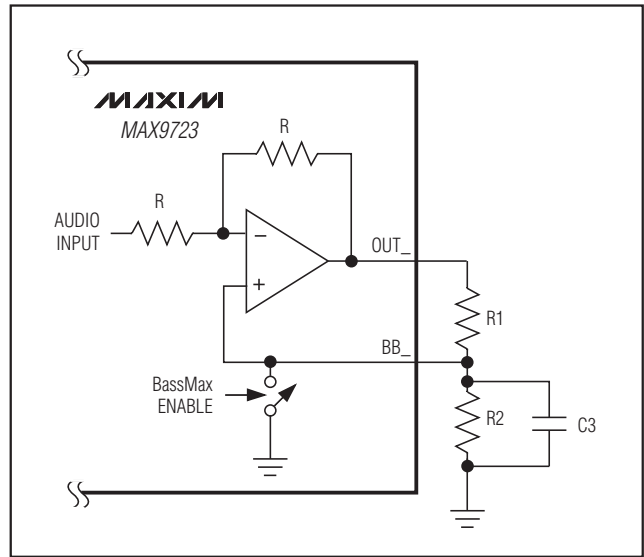 MAXIM
MAX9723
R
R
AUDIO
INPUT
−
+
OUT_
R1
BB_
BassMax
ENABLE
R2
C3